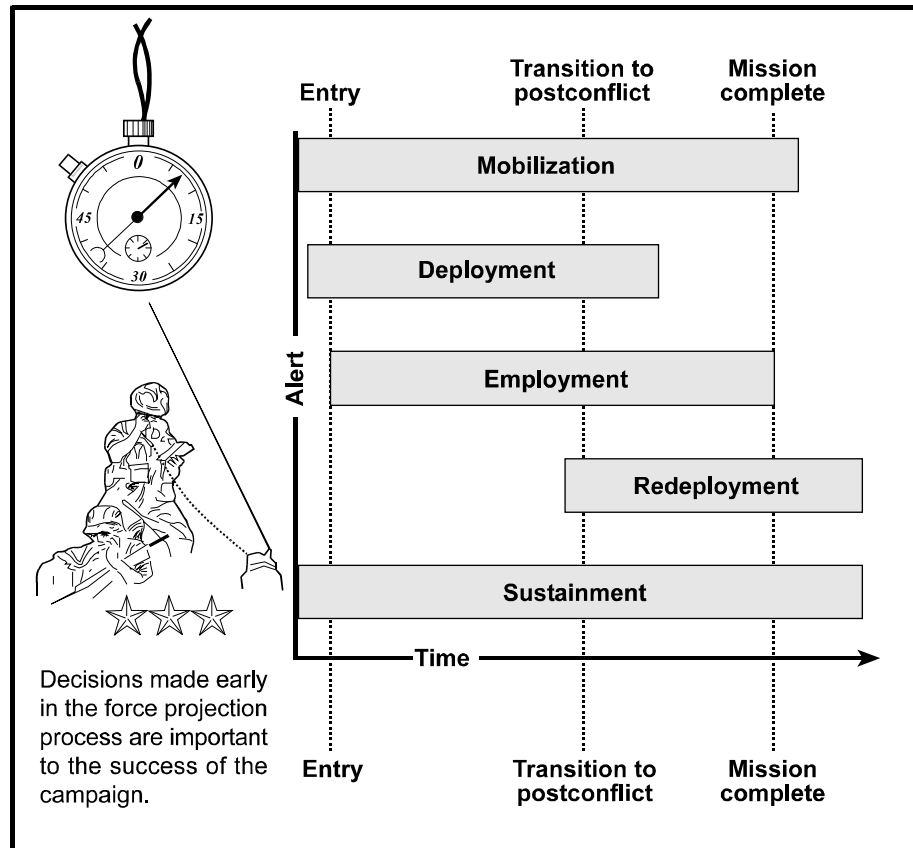 Entry
Transition to
postconflict
Mission
complete
Mobilization
Deployment
Employment
Redeployment
Sustainment
Alert
Time
0
15
30
45
Decisions made early
in the force projection
process are important
to the success of the
campaign.
Entry
Transition to
postconflict
Mission
complete